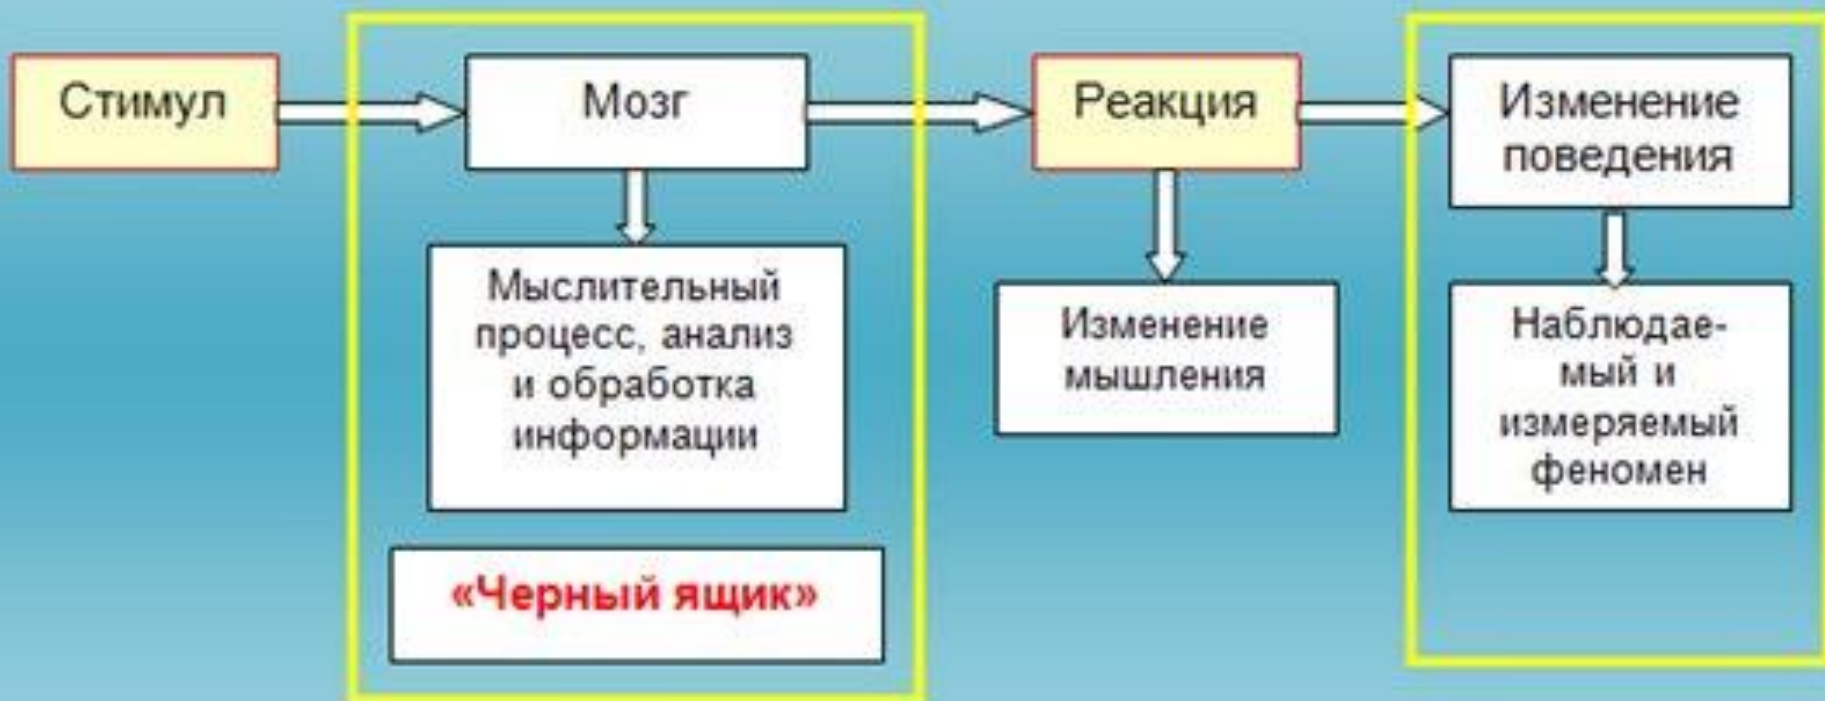 Стимул
Мозг
Реакция
Изменение
поведения
Мыслительный
процесс, анализ
и обработка
информации
Изменение
мышления
Наблюдае-
мый и
измеряемый
феномен
«Черный ящик»